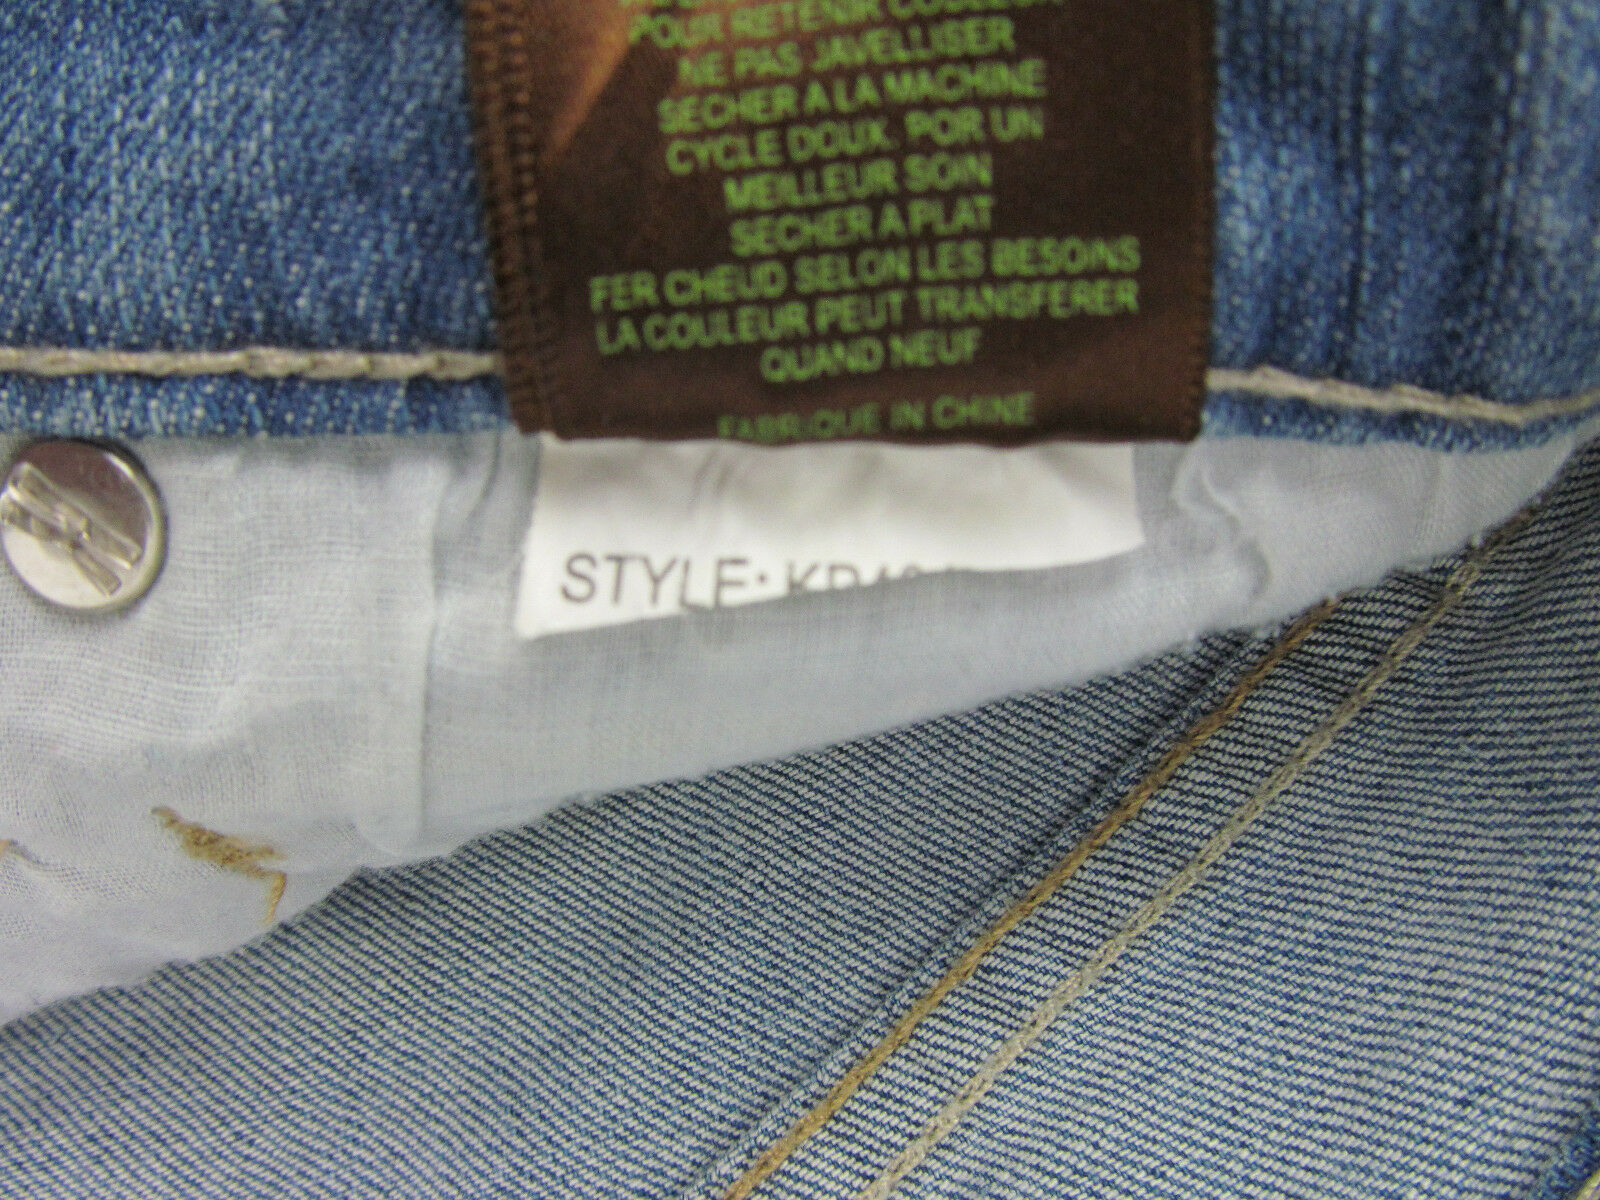 POUR RETENIR COULEUR
NE PAS JAVELLISER
SECHER A LA MACHINE
CYCLE DOUX. POR UN
MEILLEUR SOIN
SECHER A PLAT
FER CHEUD SELON LES BESOINS
LA COULEUR PEUT TRANSFERER
QUAND NEUF
FABRIQUE IN CHINE
STYLE: